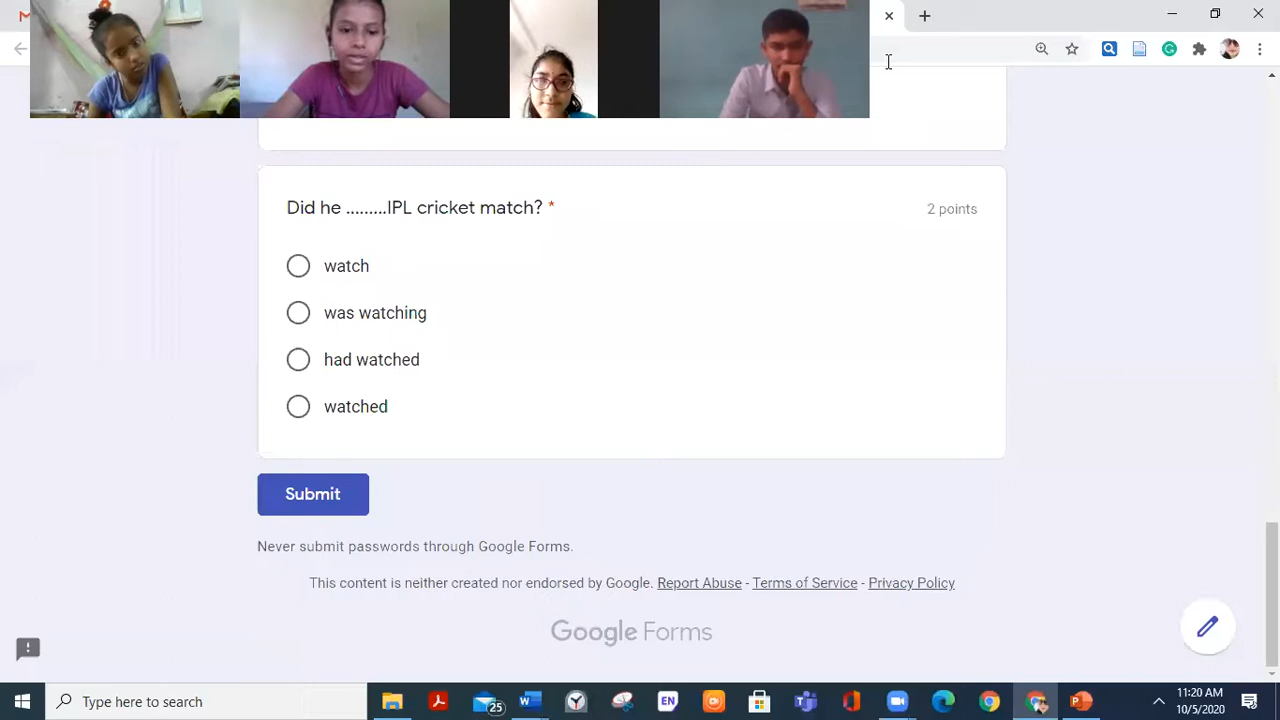 Did he .........IPL cricket match? *
2 points
watch
was watching
had watched
watched
Submit
Never submit passwords through Google Forms.
This content is neither created nor endorsed by Google. Report Abuse - Terms of Service - Privacy Policy
Google Forms
Type here to search
25
EN
11:20 AM
10/5/2020